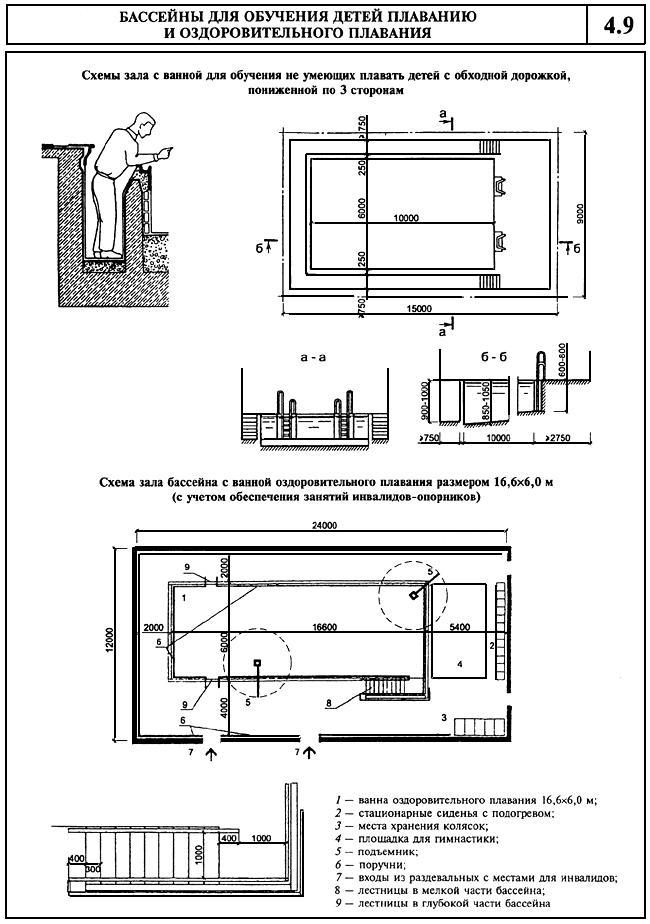 БАССЕЙНЫ ДЛЯ ОБУЧЕНИЯ ДЕТЕЙ ПЛАВАНИЮ
И ОЗДОРОВИТЕЛЬНОГО ПЛАВАНИЯ
4.9
Схемы зала с ванной для обучения не умеющих плавать детей с обходной дорожкой,
пониженной по 3 сторонам
а
≥750
250
6000
10000
9000
б
б
250
≥750
15000
а
а - а
б - б
600-800
900-1000
850-1050
≥750
10000
≥2750
Схема зала бассейна с ванной оздоровительного плавания размером 16,6×6,0 м
(с учетом обеспечения занятий инвалидов-опорников)
24000
9
2000
5
1
12000
2000
6000
16600
5400
6
2
4
9
4000
5
8
6
3
7
7
400
1000
1000
400
300
1 — ванна оздоровительного плавания 16,6×6,0 м;
2 — стационарные сиденья с подогревом;
3 — места хранения колясок;
4 — площадка для гимнастики;
5 — подъемник;
6 — поручни;
7 — входы из раздевальных с местами для инвалидов;
8 — лестницы в мелкой части бассейна;
9 — лестницы в глубокой части бассейна